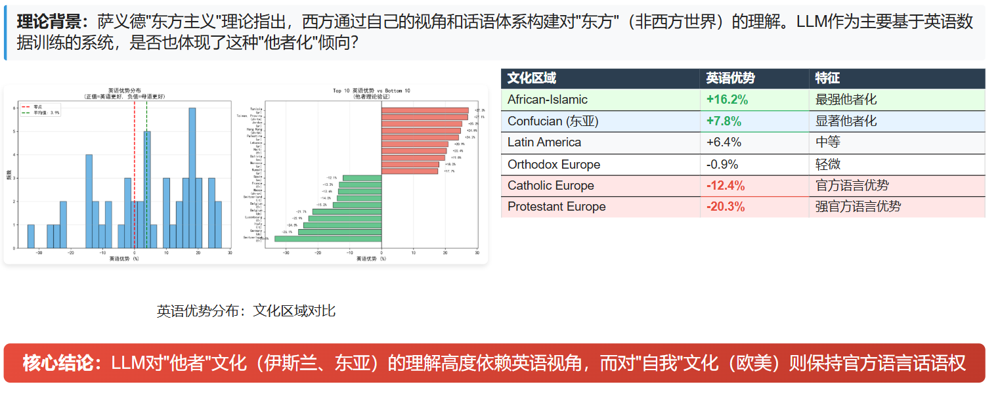 理论背景：萨义德"东方主义"理论指出，西方通过自己的视角和话语体系构建对"东方"（非西方世界）的理解。LLM作为主要基于英语数
据训练的系统，是否也体现了这种"他者化"倾向？
英语优势分布
(正值=英语更好, 负值=母语更好)
零点
平均值: 3.9%
频数
0
1
2
3
4
5
6
-30
-20
-10
0
10
20
30
英语优势 (%)
Top 10 英语优势 vs Bottom 10
(他者理论验证)
Tunisia
(ar)
+27.3%
Taiwan Province
+27.1%
Jordan
(ar)
+25.2%
Hong Kong
(zh-hk)
+24.8%
Palestine
(ar)
+24.2%
Lebanon
(ar)
+20.9%
Haiti
(fr)
+20.4%
Bolivia
(es)
+19.8%
Morocco
(ar)
+18.0%
Kuwait
(ar)
+17.7%
Spain
(es)
-12.1%
France
(fr)
-13.3%
Macao
(zh-cn)
-13.6%
Switzerland
(it)
-14.0%
Belgium
(fr)
-15.2%
Belgium
(de)
-21.7%
Luxembourg
(fr)
-22.9%
Italy
(it)
-24.5%
Germany
(de)
-26.1%
Switzerland
(fr)
-30
-20
-10
0
10
20
30
英语优势 (%)
英语优势分布：文化区域对比
文化区域 英语优势 特征
African-Islamic +16.2% 最强他者化
Confucian (东亚) +7.8% 显著他者化
Latin America +6.4% 中等
Orthodox Europe -0.9% 轻微
Catholic Europe -12.4% 官方语言优势
Protestant Europe -20.3% 强官方语言优势
核心结论：LLM对"他者"文化（伊斯兰、东亚）的理解高度依赖英语视角，而对"自我"文化（欧美）则保持官方语言话语权